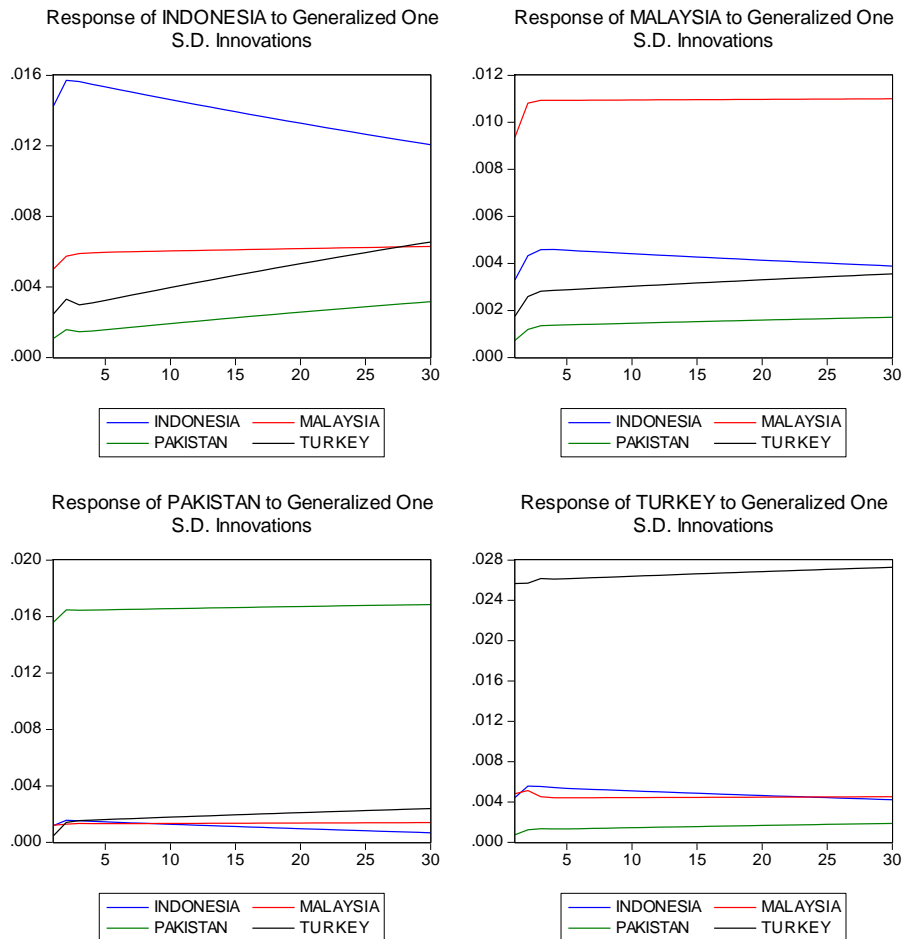 Response of INDONESIA to Generalized One
S.D. Innovations
.016
.012
.008
.004
.000
5 10 15 20 25 30
INDONESIA MALAYSIA
PAKISTAN TURKEY
Response of MALAYSIA to Generalized One
S.D. Innovations
.012
.010
.008
.006
.004
.002
.000
5 10 15 20 25 30
INDONESIA MALAYSIA
PAKISTAN TURKEY
Response of PAKISTAN to Generalized One
S.D. Innovations
.020
.016
.012
.008
.004
.000
5 10 15 20 25 30
INDONESIA MALAYSIA
PAKISTAN TURKEY
Response of TURKEY to Generalized One
S.D. Innovations
.028
.024
.020
.016
.012
.008
.004
.000
5 10 15 20 25 30
INDONESIA MALAYSIA
PAKISTAN TURKEY